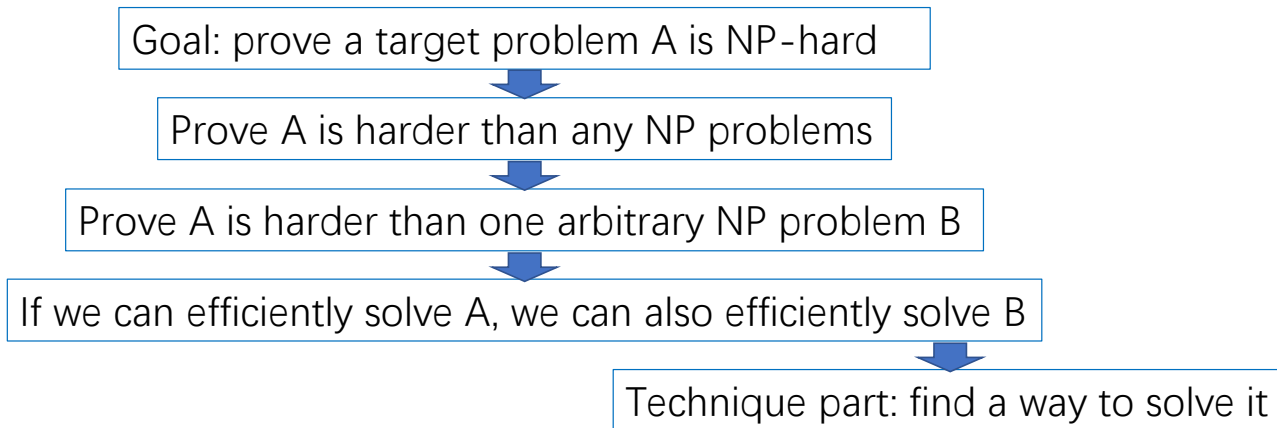 Goal: prove a target problem A is NP-hard
Prove A is harder than any NP problems
Prove A is harder than one arbitrary NP problem B
If we can efficiently solve A, we can also efficiently solve B
Technique part: find a way to solve it